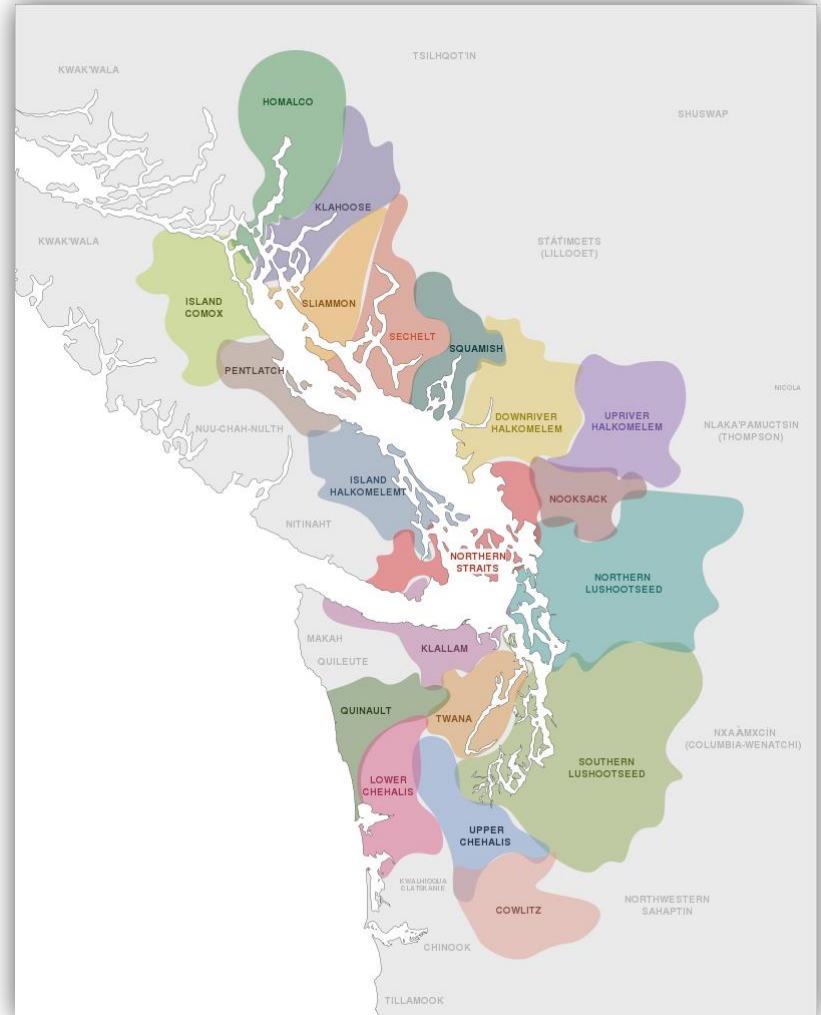 TSILHQOT'IN
KWAK'WALA
HOMALCO
SHUSWAP
KLAHOOSE
KWAK'WALA
STÁTIMCETS
(LILLOOET)
ISLAND
COMOX
SLIAMMON
SECHELT
SQUAMISH
PENTLATCH
NICOLA
DOWNRIVER
HALKOMELEM
UPRIVER
HALKOMELEM
NLAKA'PAMUCTSIN
(THOMPSON)
NUU-CHAH-NULTH
ISLAND
HALKOMELEMT
NOOKSACK
NITINAHT
NORTHERN
STRAITS
NORTHERN
LUSHOOTSEED
MAKAH
KLALLAM
QUILEUTE
QUINAULT
TWANA
NXAÀMXCÍN
(COLUMBIA-WENATCHI)
SOUTHERN
LUSHOOTSEED
LOWER
CHEHALIS
UPPER
CHEHALIS
KWALHIOQUA
CLATSKANIE
COWLITZ
NORTHWESTERN
SAHAPTIN
CHINOOK
TILLAMOOK